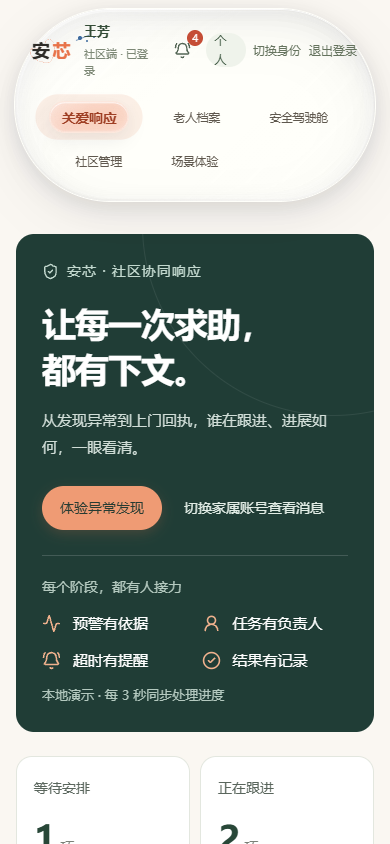 安芯
王芳
社区端 · 已登
录
4
个
人
切换身份 退出登录
关爱响应 老人档案 安全驾驶舱
社区管理 场景体验
安芯 · 社区协同响应
让每一次求助，
都有下文。
从发现异常到上门回执，谁在跟进、进展如
何，一眼看清。
体验异常发现 切换家属账号查看消息
每个阶段，都有人接力
预警有依据 任务有负责人
超时有提醒 结果有记录
本地演示 · 每 3 秒同步处理进度
等待安排 正在跟进
1 项 2 项